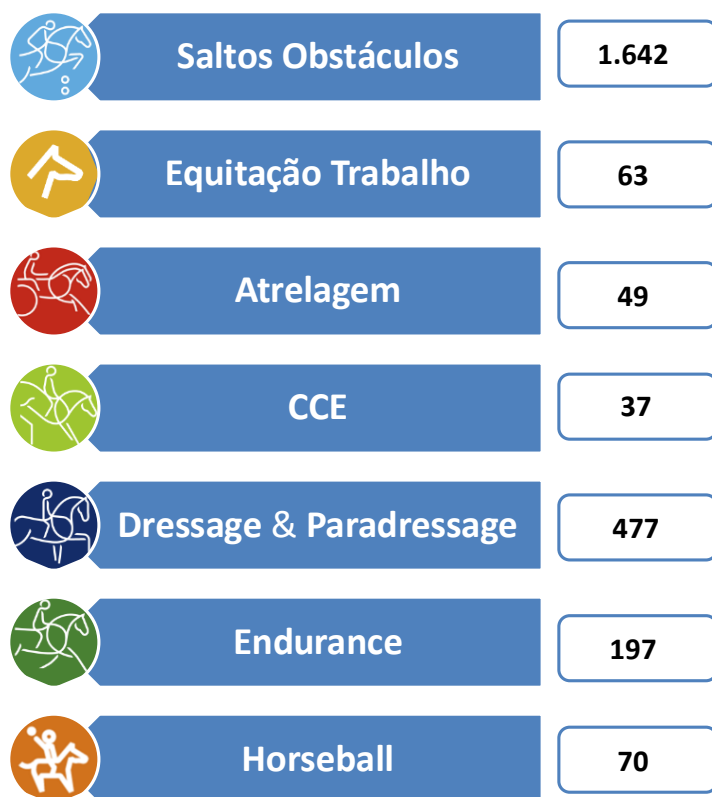 Saltos Obstáculos 1.642
Equitação Trabalho 63
Atrelagem 49
CCE 37
Dressage & Paradressage 477
Endurance 197
Horseball 70